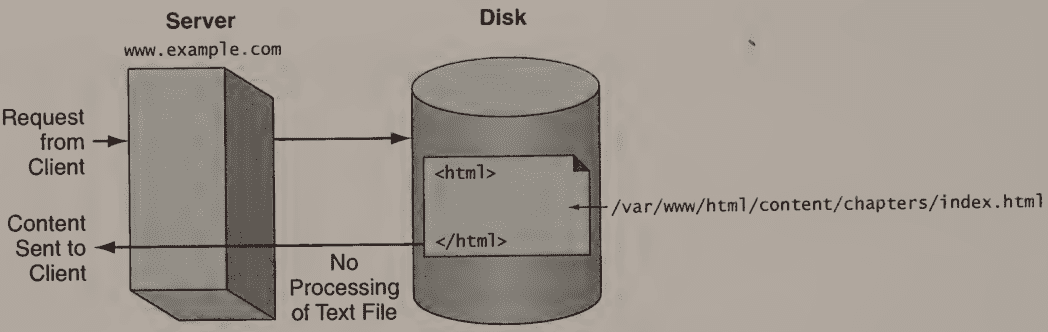 Server
www.example.com
Disk
Request
from
Client
<html>
/var/www/html/content/chapters/index.html
</html>
Content
Sent to
Client
No
Processing
of Text File